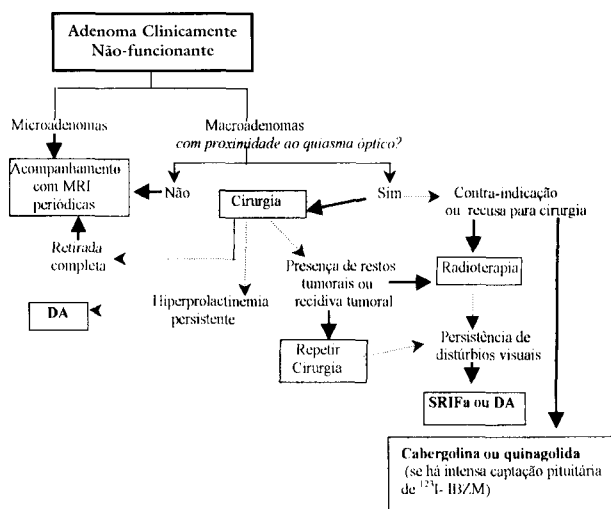 Adenoma Clinicamente
Não-funcionante
Microadenomas
Macroadenomas
com proximidade ao quiasma óptico?
Acompanhamento
com MRI
periódicas
Não
Cirurgia
Sim
Contra-indicação
ou recusa para cirurgia
Retirada
completa
Presença de restos
tumorais ou
recidiva tumoral
Radioterapia
DA
Hiperprolactinemia
persistente
Repetir
Cirurgia
Persistência de
distúrbios visuais
SRIFa ou DA
Cabergolina ou quinagolida
(se há intensa captação pituitária
de ¹²³I- IBZM)